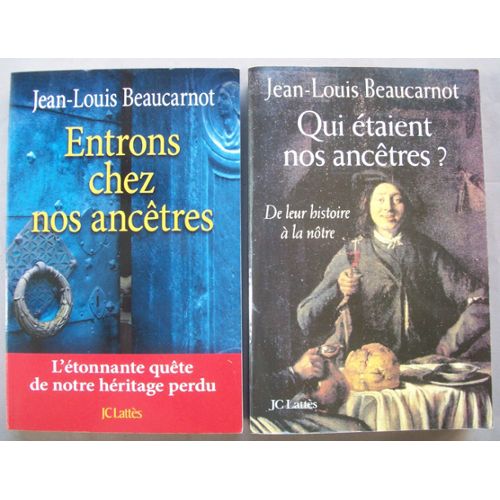 Jean-Louis Beaucarnot
Entrons
chez
nos ancêtres
L'étonnante quête
de notre héritage perdu
JC Lattès
Jean-Louis Beaucarnot
Qui étaient
nos ancêtres ?
De leur histoire
à la nôtre
JC Lattès